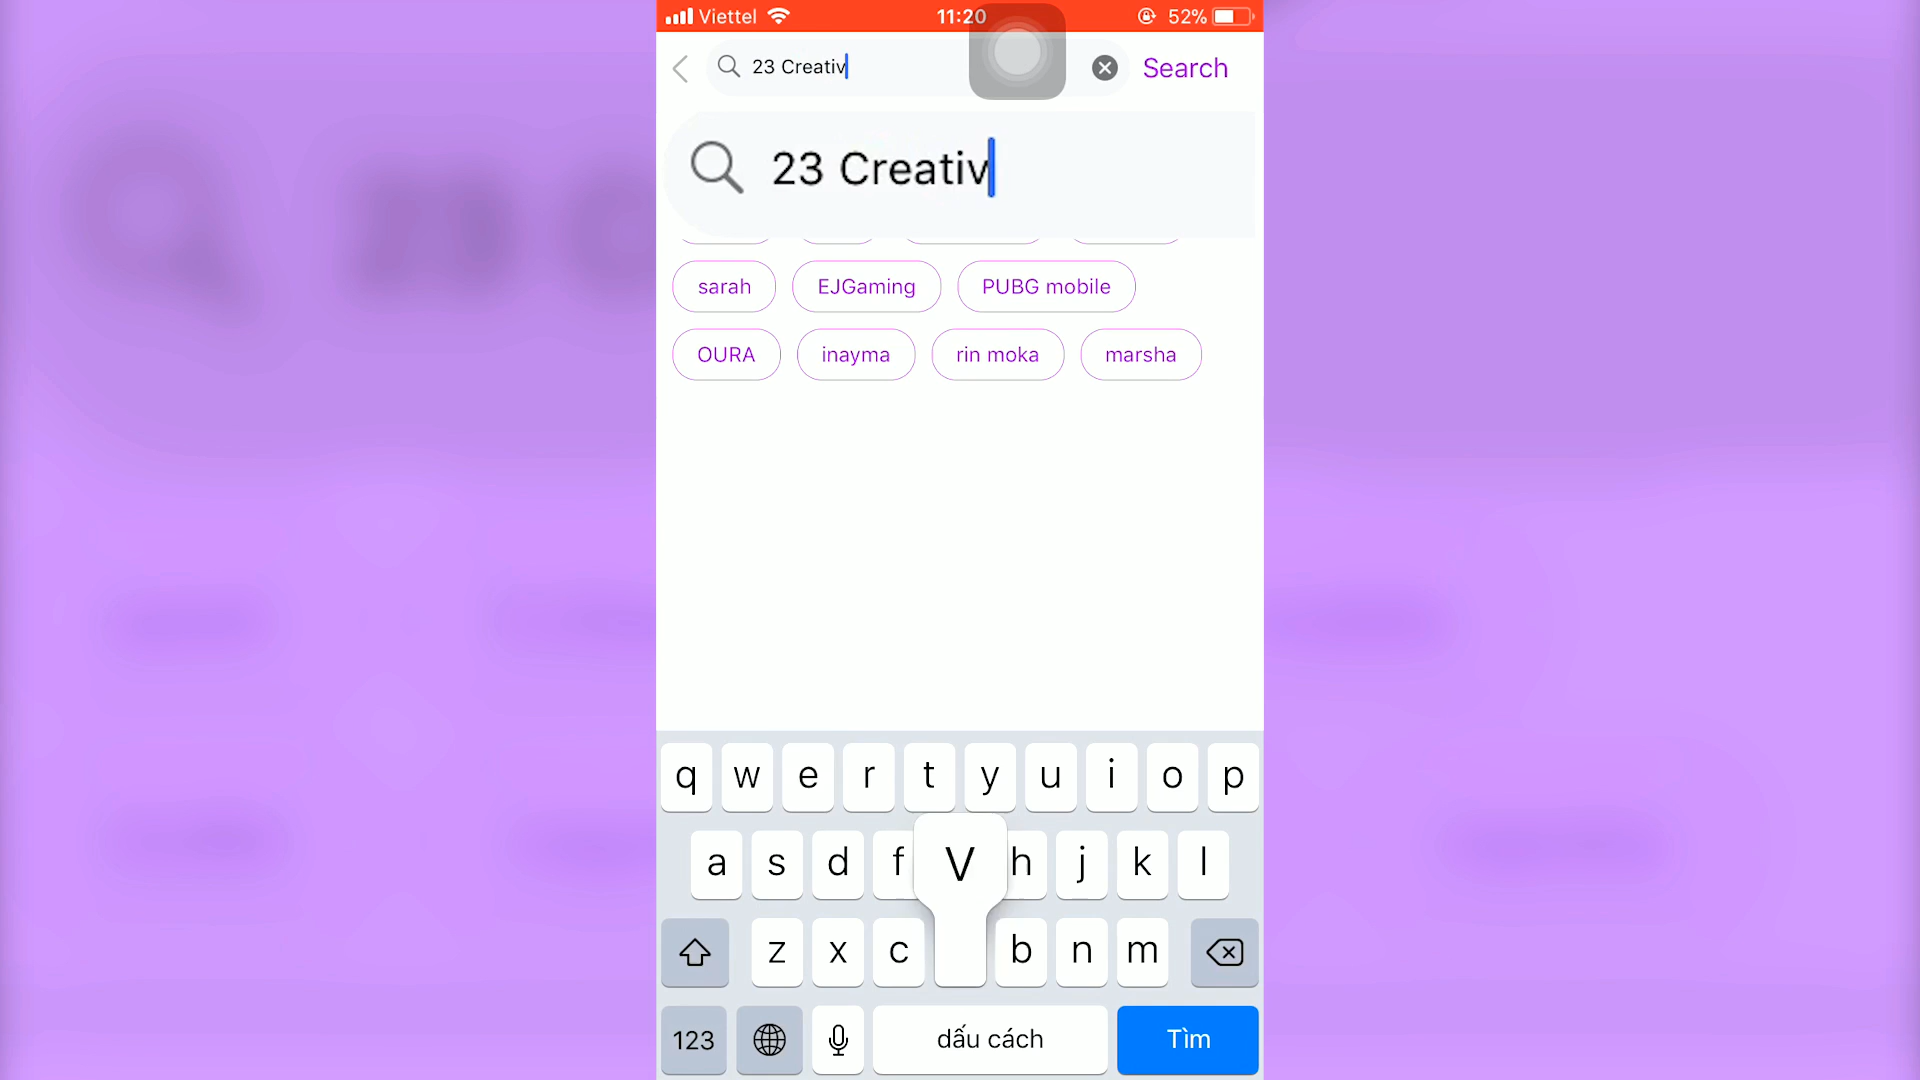 Viettel 11:20 52%
23 Creativ Search
23 Creativ
sarah EJGaming PUBG mobile
OURA inayma rin moka marsha
q w e r t y u i o p
a s d f V h j k l
z x c b n m
123 dấu cách Tìm